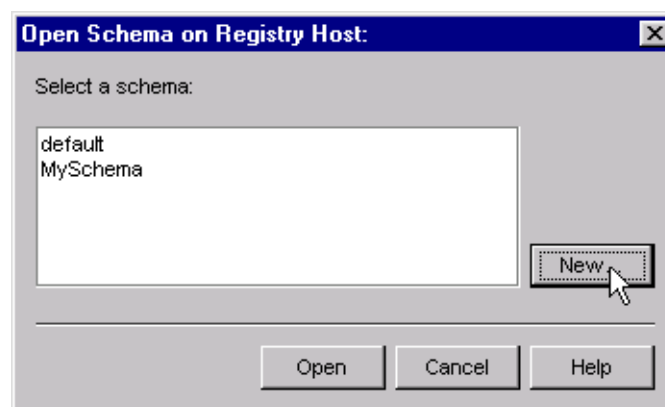 Open Schema on Registry Host:
Select a schema:
default
MySchema
New...
Open
Cancel
Help